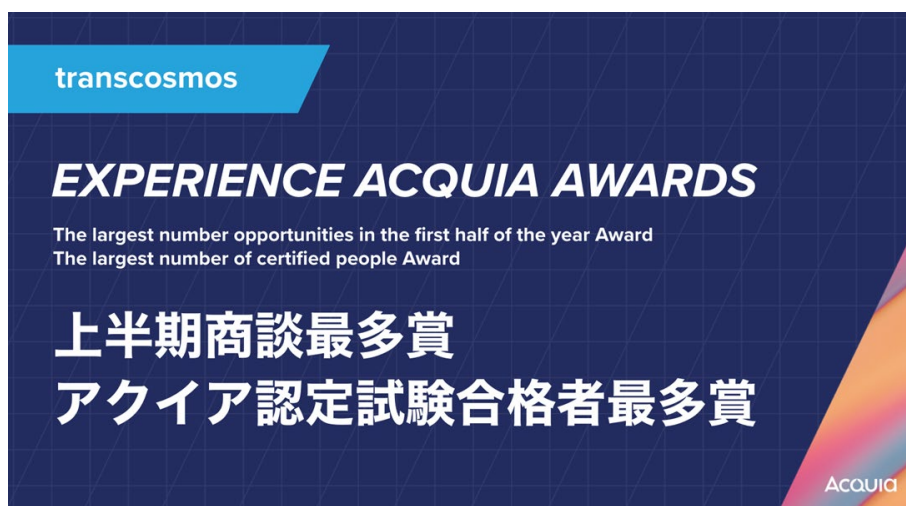 transcosmos
EXPERIENCE ACQUIA AWARDS
The largest number opportunities in the first half of the year Award
The largest number of certified people Award
上半期商談最多賞
アクイア認定試験合格者最多賞
Acquia